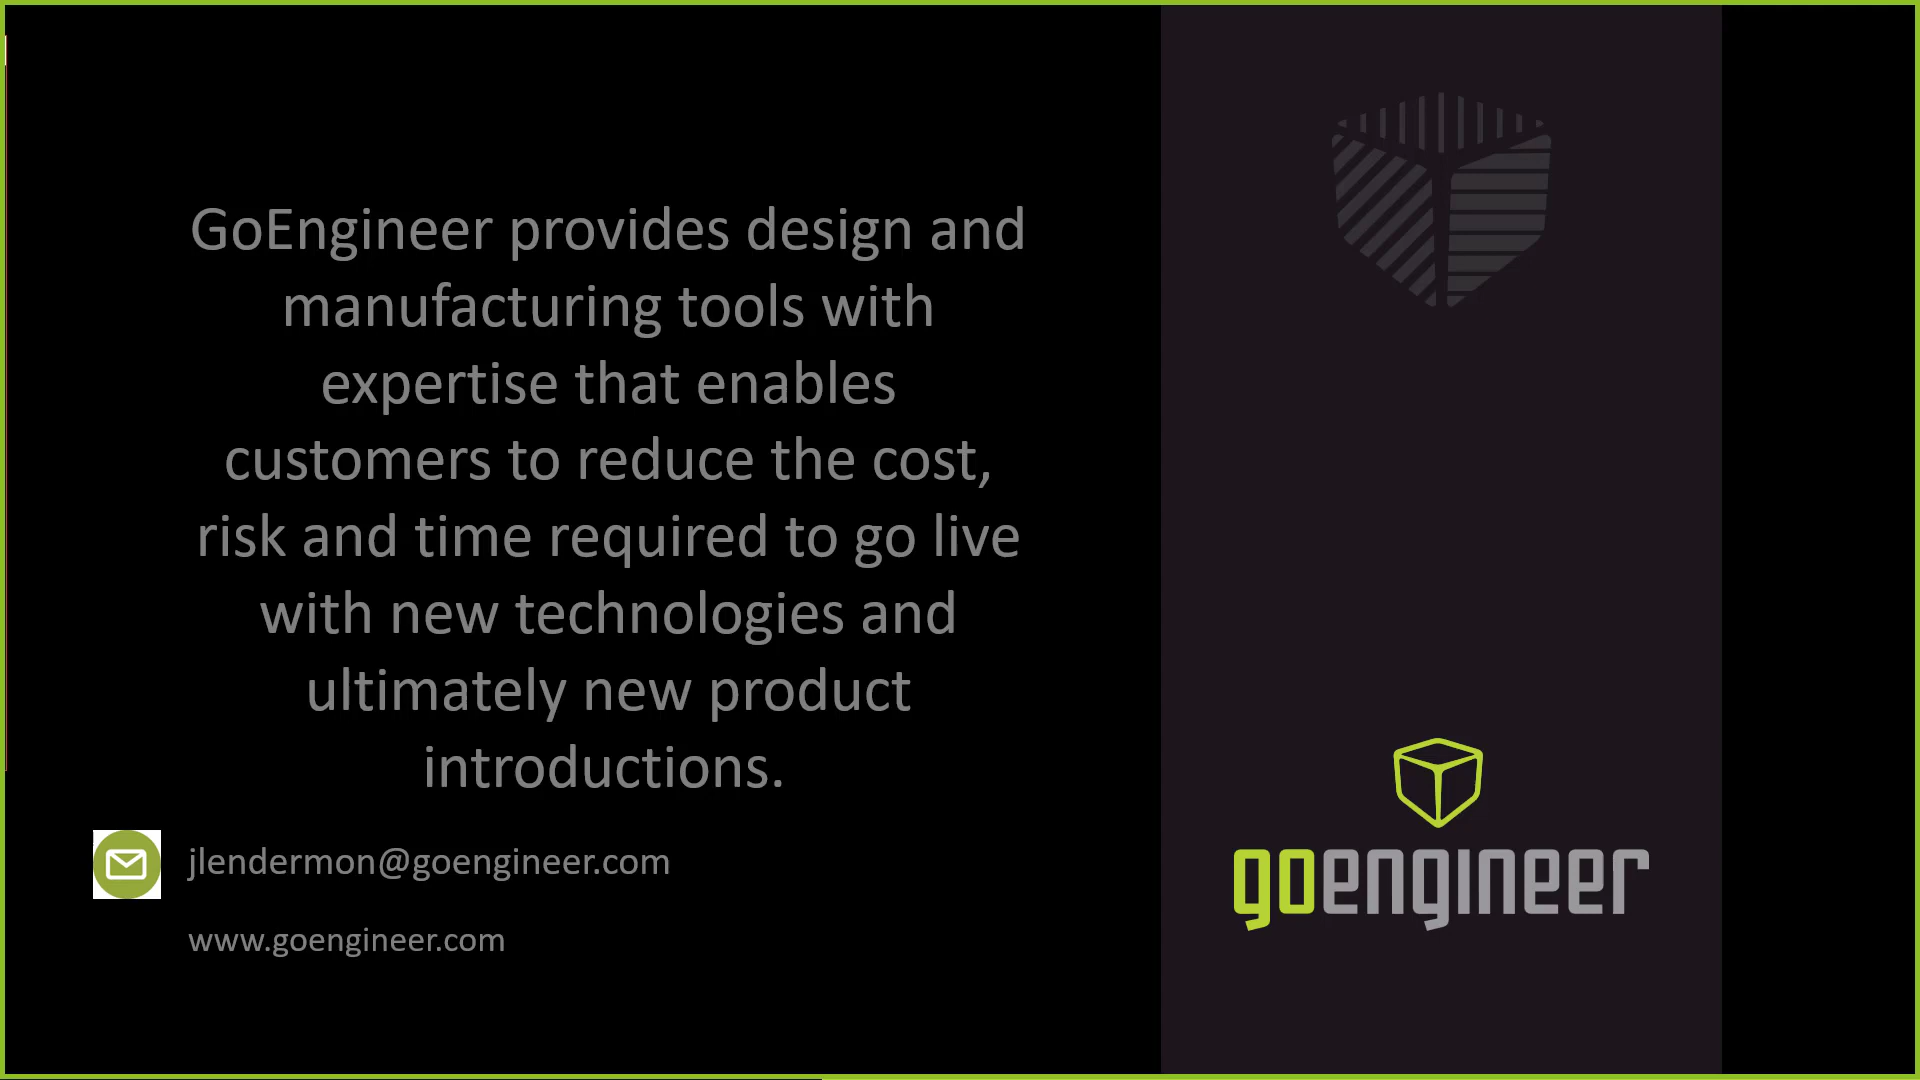 GoEngineer provides design and
manufacturing tools with
expertise that enables
customers to reduce the cost,
risk and time required to go live
with new technologies and
ultimately new product
introductions.
jlendermon@goengineer.com
www.goengineer.com
goengineer